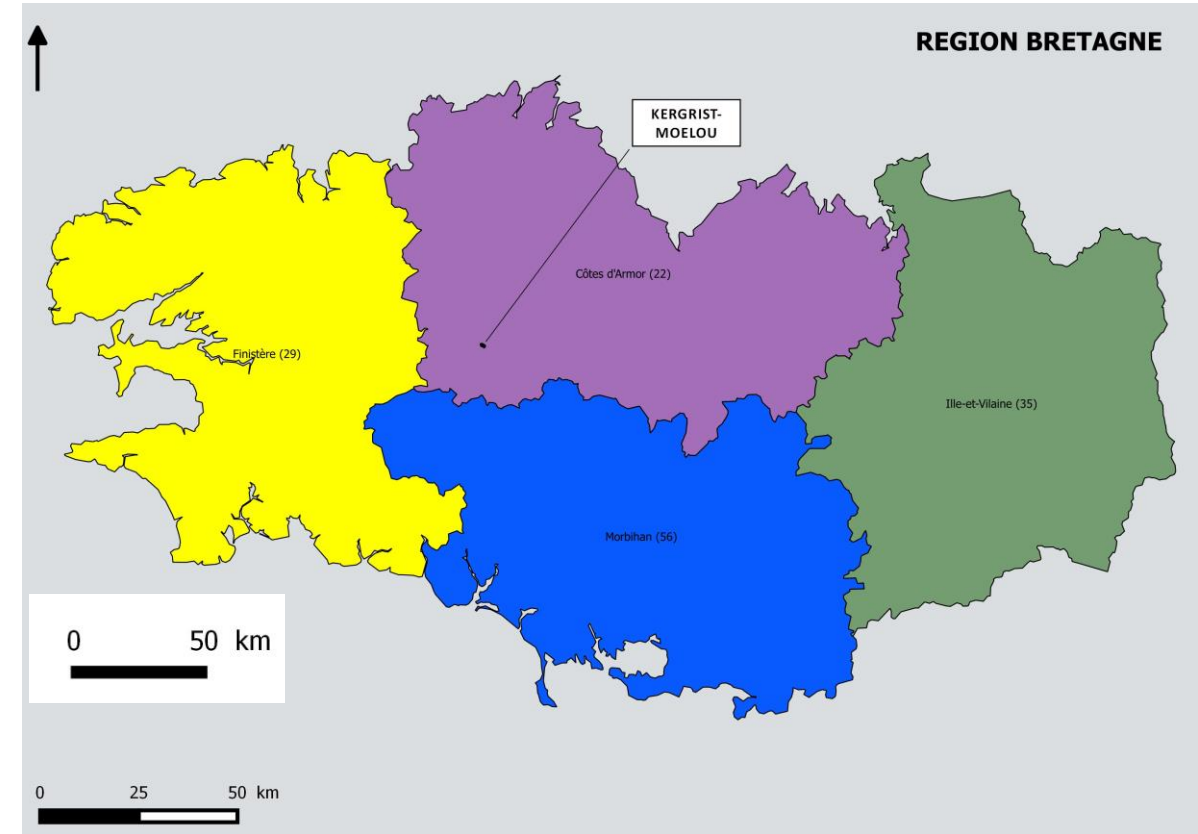 REGION BRETAGNE
KERGRIST-
MOELOU
Côtes d'Armor (22)
Finistère (29)
Ille-et-Vilaine (35)
Morbihan (56)
0 50 km
0 25 50 km